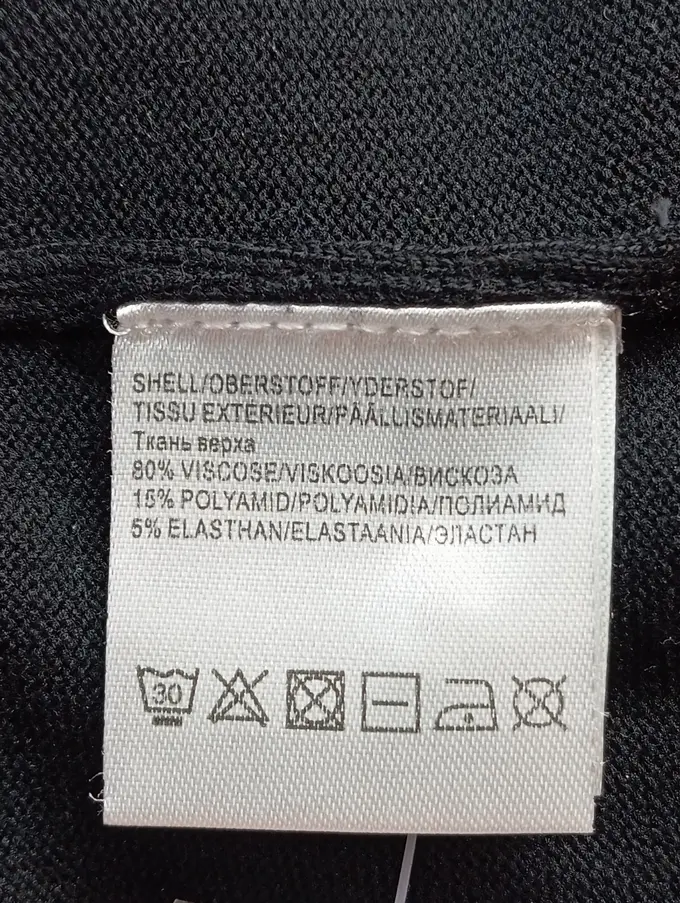 SHELL/OBERSTOFF/YDERSTOF/
TISSU EXTÉRIEUR/PÄÄLLISMATERIAALI/
Ткань верха
80% VISCOSE/VISKOOSIA/ВИСКОЗА
15% POLYAMID/POLYAMIDIA/ПОЛИАМИД
5% ELASTHAN/ELASTAANIA/ЭЛАСТАН
30